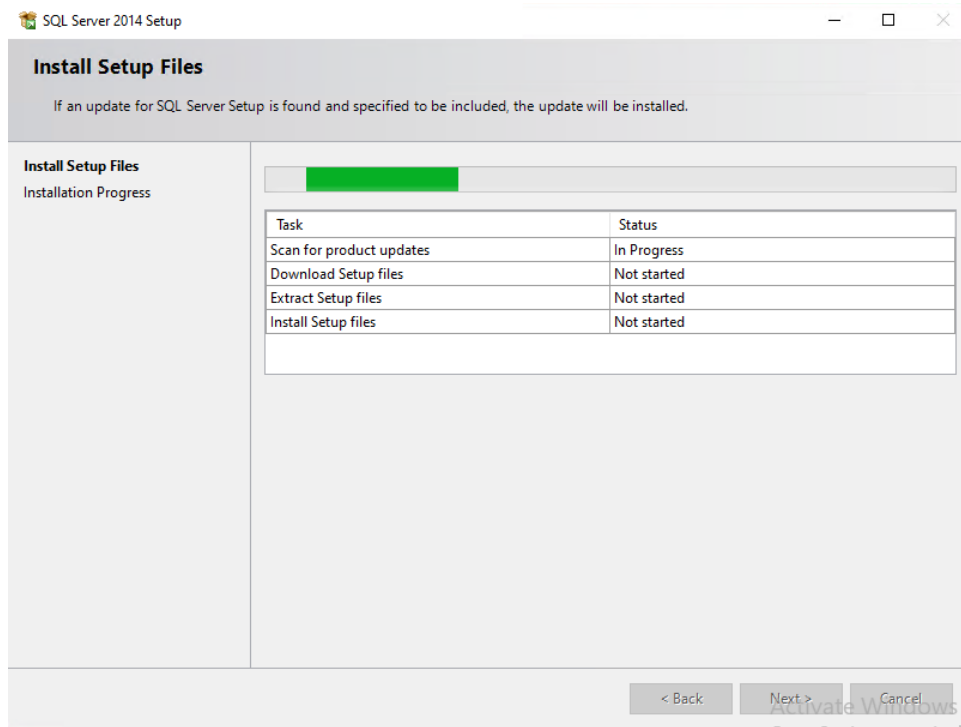 SQL Server 2014 Setup
Install Setup Files
If an update for SQL Server Setup is found and specified to be included, the update will be installed.
Install Setup Files
Installation Progress
Task Status
Scan for product updates In Progress
Download Setup files Not started
Extract Setup files Not started
Install Setup files Not started
< Back Next > Cancel
Activate Windows